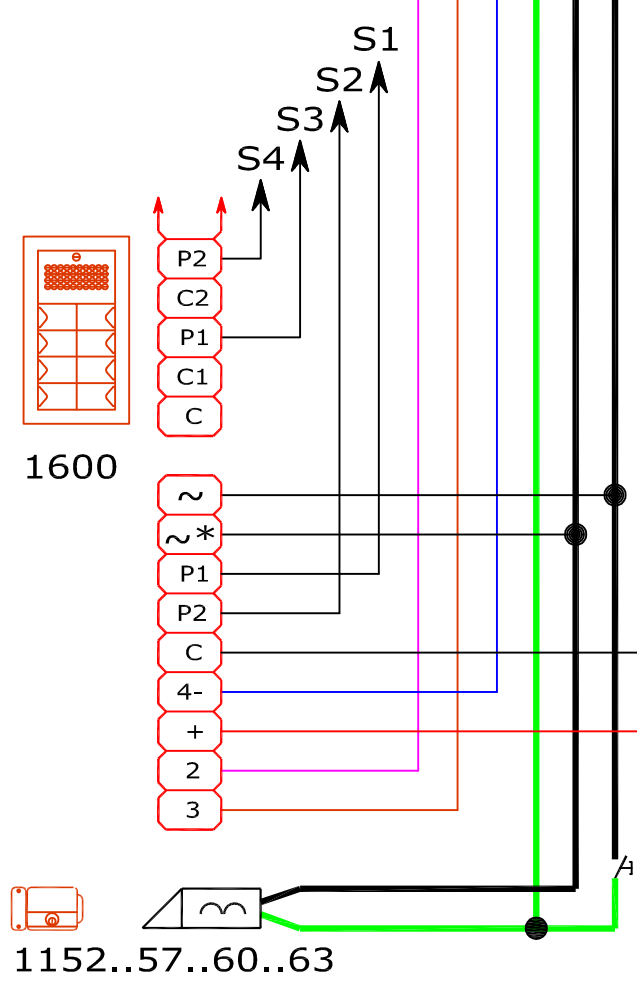 S1
S2
S3
S4
P2
C2
P1
C1
C
1600
~
~*
P1
P2
C
4-
+
2
3
1152..57..60..63